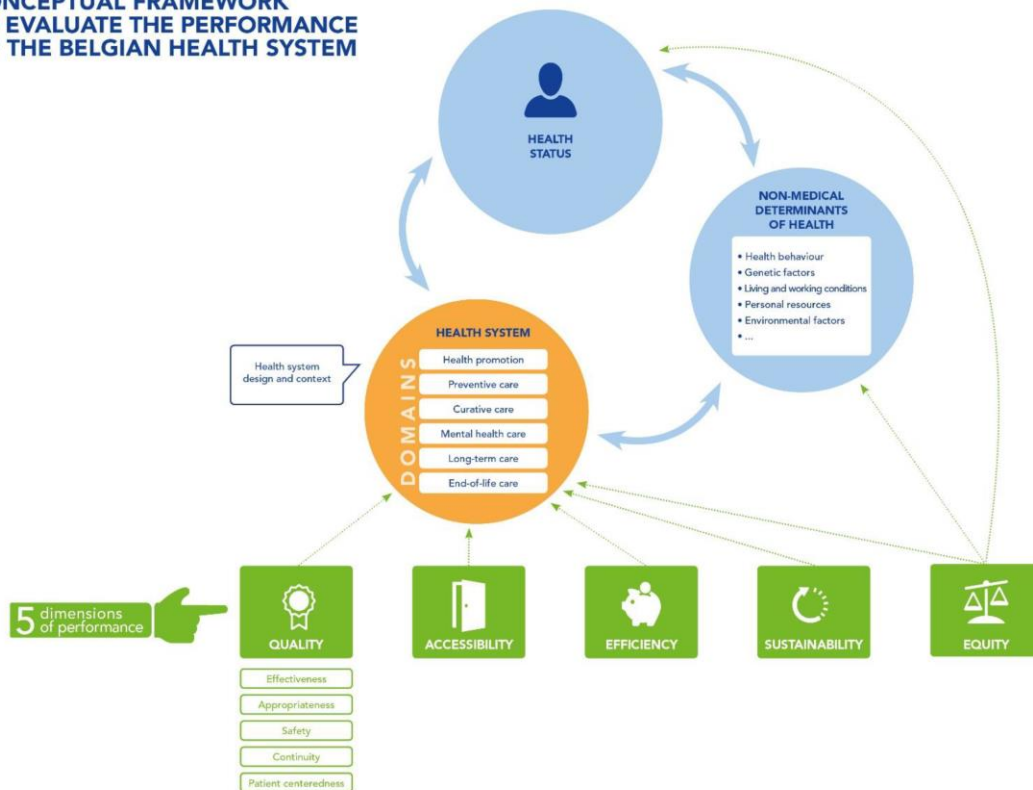 ONCEPTUAL FRAMEWORK
EVALUATE THE PERFORMANCE
THE BELGIAN HEALTH SYSTEM
HEALTH
STATUS
NON-MEDICAL
DETERMINANTS
OF HEALTH
• Health behaviour
• Genetic factors
• Living and working conditions
• Personal resources
• Environmental factors
• ...
Health system
design and context
HEALTH SYSTEM
DOMAINS
Health promotion
Preventive care
Curative care
Mental health care
Long-term care
End-of-life care
5 dimensions
of performance
QUALITY
ACCESSIBILITY
EFFICIENCY
SUSTAINABILITY
EQUITY
Effectiveness
Appropriateness
Safety
Continuity
Patient centeredness